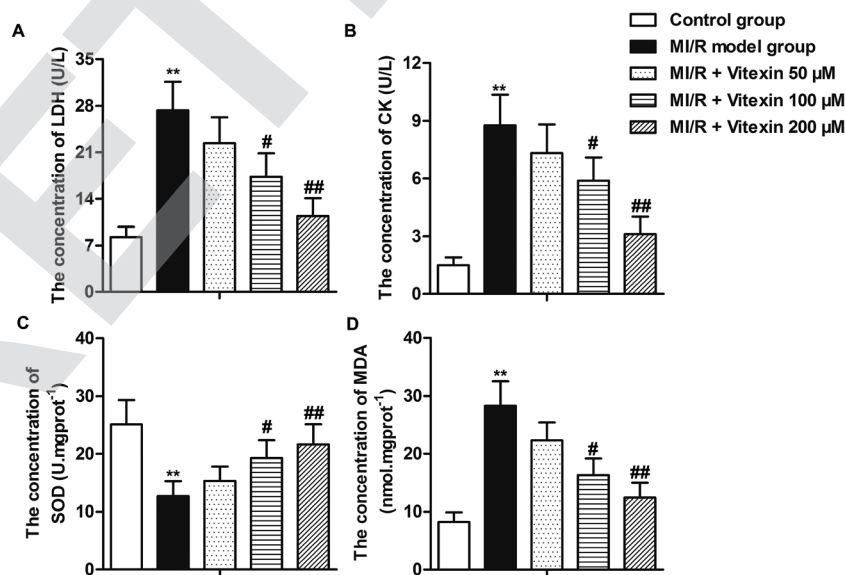 Control group
MI/R model group
MI/R + Vitexin 50 µM
MI/R + Vitexin 100 µM
MI/R + Vitexin 200 µM
A
The concentration of LDH (U/L)
35
28
21
14
7
0
**
#
##
B
The concentration of CK (U/L)
12
9
6
3
0
**
#
##
C
The concentration of
SOD (U.mgprot⁻¹)
40
30
20
10
0
**
#
##
D
The concentration of MDA
(nmol.mgprot⁻¹)
40
30
20
10
0
**
#
##